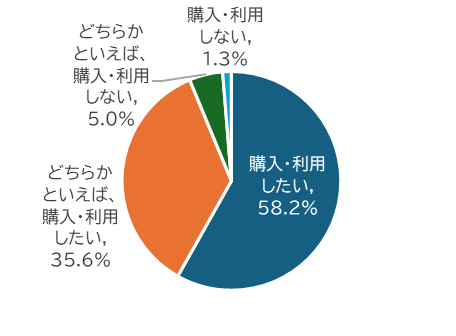 購入・利用
しない,
1.3%
どちらか
といえば、
購入・利用
しない,
5.0%
購入・利用
したい,
58.2%
どちらか
といえば、
購入・利用
したい,
35.6%